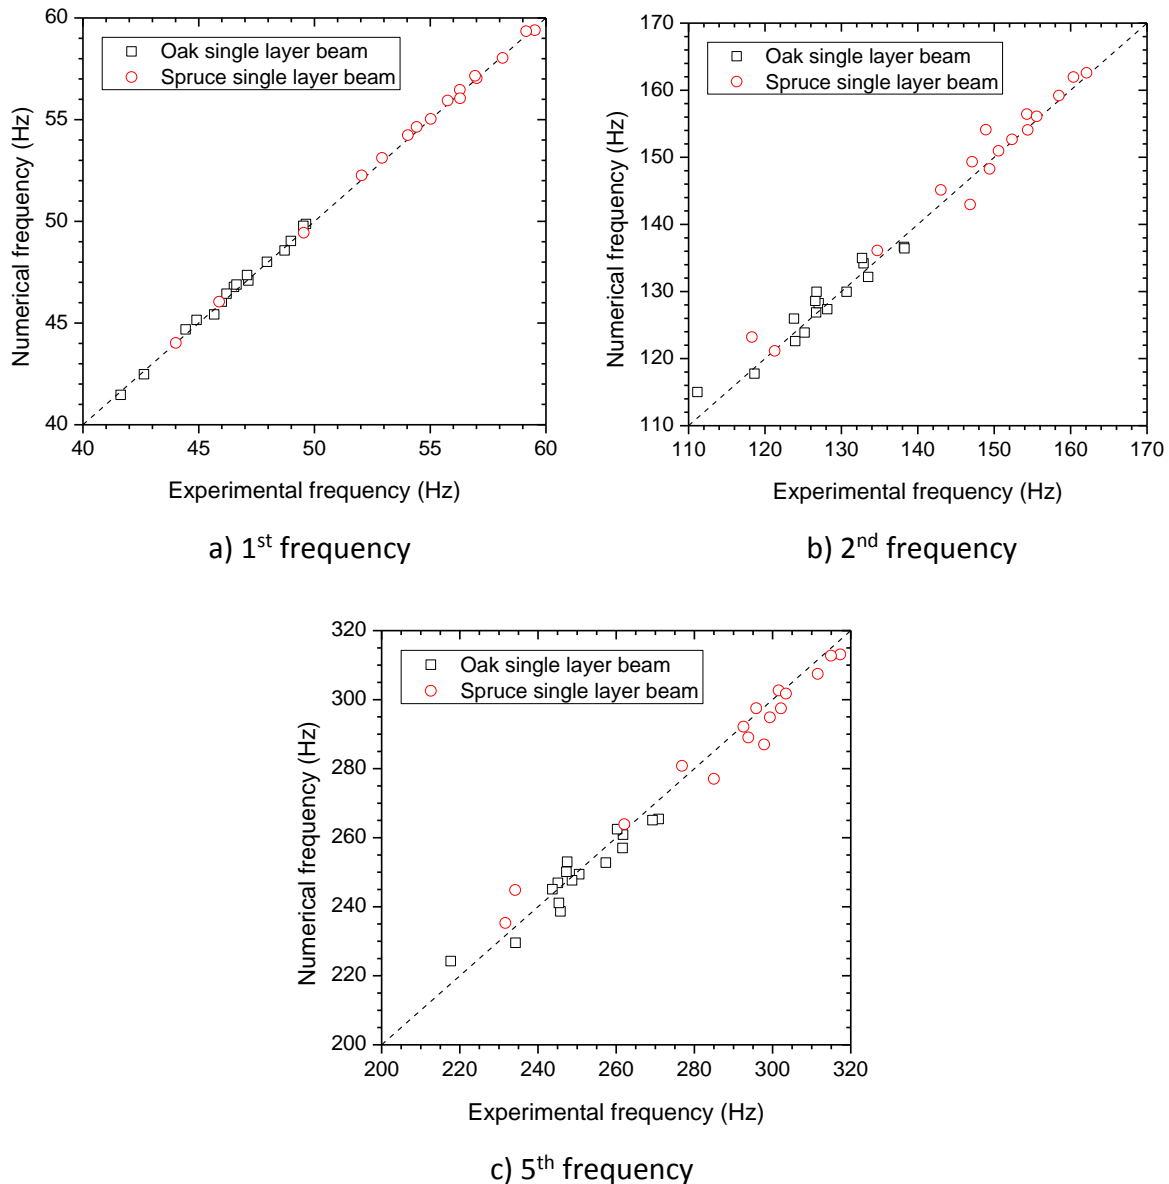 60
55
50
45
40
Numerical frequency (Hz)
Oak single layer beam
Spruce single layer beam
40 45 50 55 60
Experimental frequency (Hz)
a) 1st frequency
170
160
150
140
130
120
110
Numerical frequency (Hz)
Oak single layer beam
Spruce single layer beam
110 120 130 140 150 160 170
Experimental frequency (Hz)
b) 2nd frequency
320
300
280
260
240
220
200
Numerical frequency (Hz)
Oak single layer beam
Spruce single layer beam
200 220 240 260 280 300 320
Experimental frequency (Hz)
c) 5th frequency